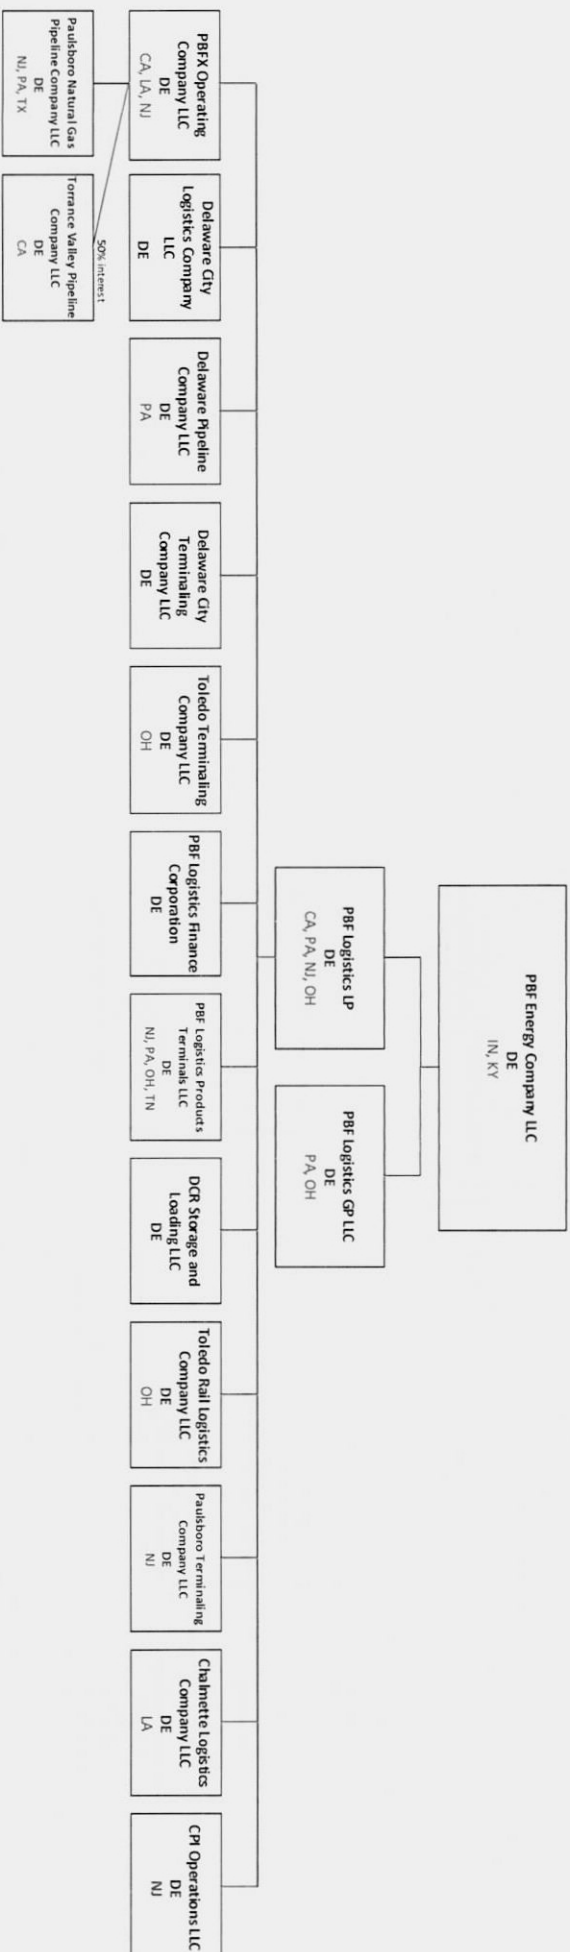 PBF Energy Company LLC
DE
IN, KY
PBF Logistics LP
DE
CA, PA, NJ, OH
PBF Logistics GP LLC
DE
PA, OH
PBFX Operating
Company LLC
DE
CA, LA, NJ
Delaware City
Logistics Company
LLC
DE
Delaware Pipeline
Company LLC
DE
PA
Delaware City
Terminaling
Company LLC
DE
Toledo Terminaling
Company LLC
DE
OH
PBF Logistics Finance
Corporation
DE
PBF Logistics Products
Terminals LLC
DE
NJ, PA, OH, TN
DCR Storage and
Loading LLC
DE
Toledo Rail Logistics
Company LLC
DE
OH
Paulsboro Terminaling
Company LLC
DE
NJ
Chalmette Logistics
Company LLC
DE
LA
CPI Operations LLC
DE
NJ
50% interest
Paulsboro Natural Gas
Pipeline Company LLC
DE
NJ, PA, TX
Torrance Valley Pipeline
Company LLC
DE
CA